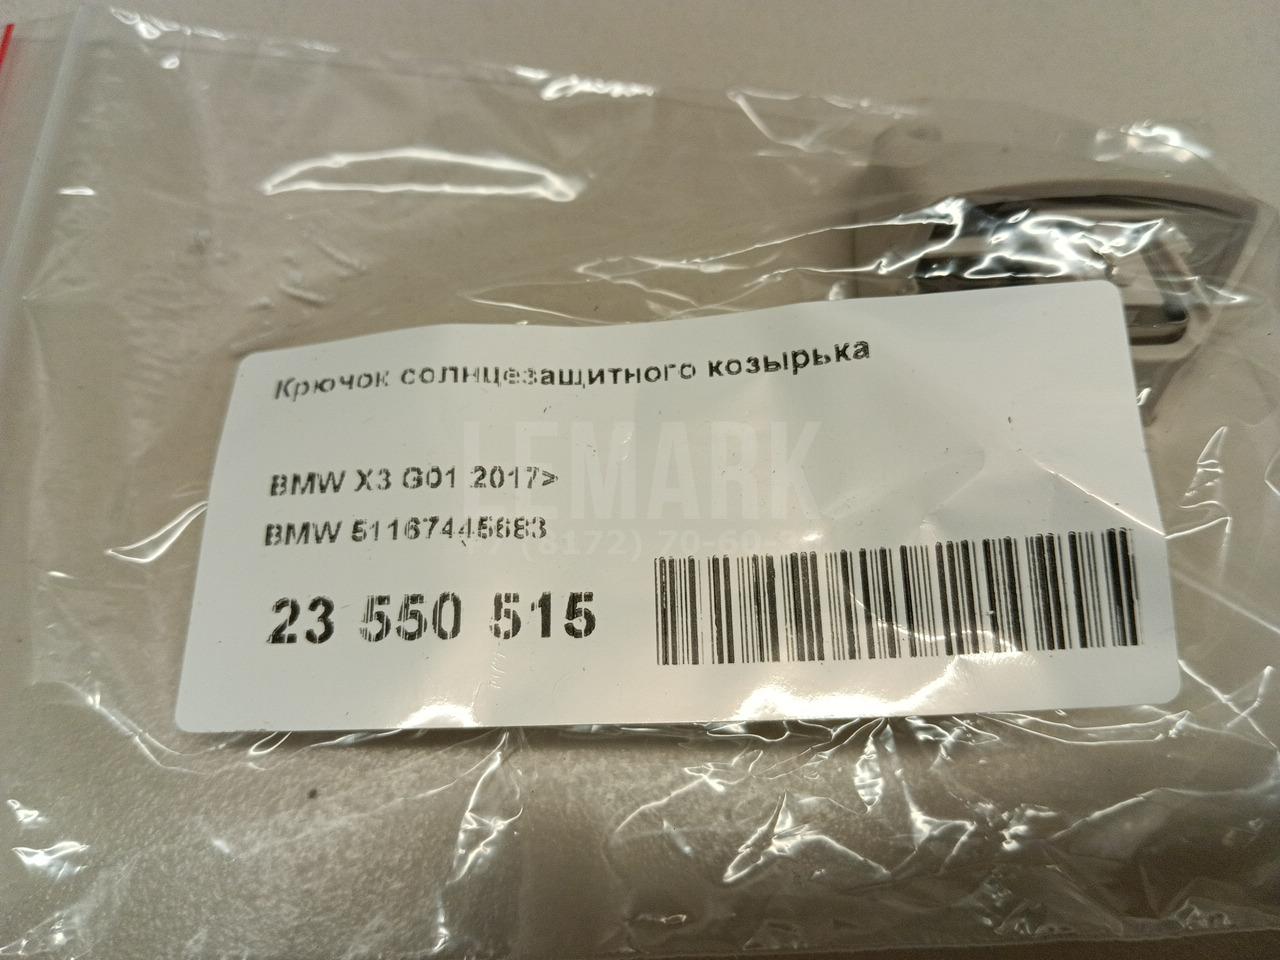 Крючок солнцезащитного козырька
LEMARK
BMW X3 G01 2017>
BMW 51167445683
23 550 515